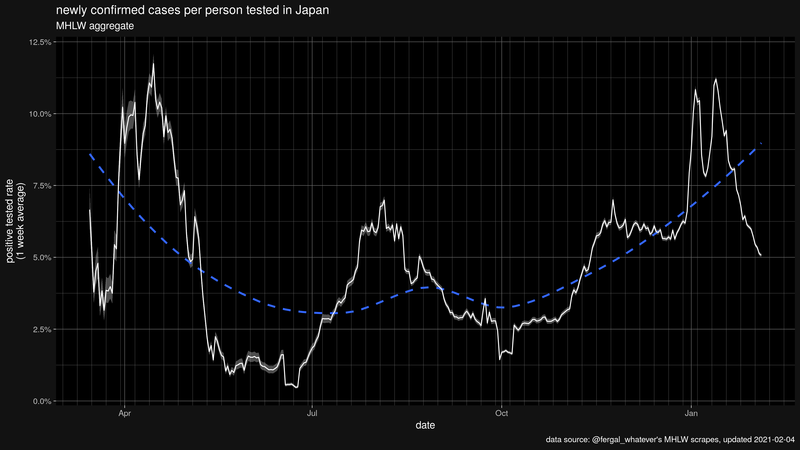 newly confirmed cases per person tested in Japan
MHLW aggregate
12.5%
10.0%
7.5%
5.0%
2.5%
0.0%
positive tested rate
(1 week average)
Apr
Jul
Oct
Jan
date
data source: @fergal_whatever's MHLW scrapes, updated 2021-02-04